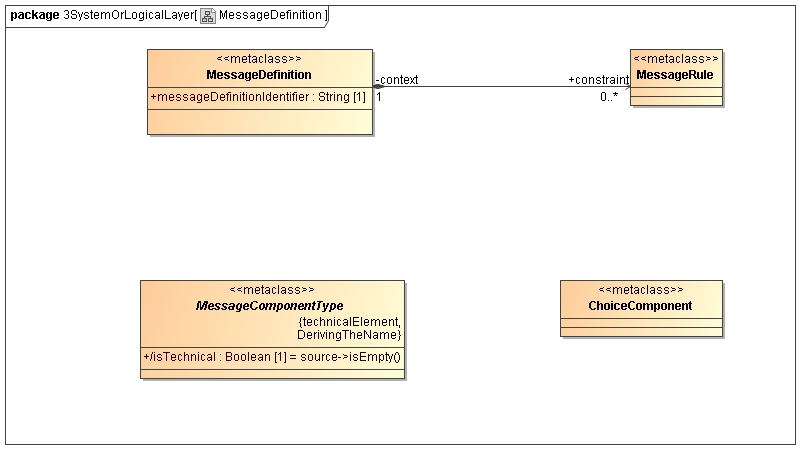 package 3SystemOrLogicalLayer[ MessageDefinition ]
<<metaclass>>
MessageDefinition
+messageDefinitionIdentifier : String [1]
-context
1
+constraint
0..*
<<metaclass>>
MessageRule
<<metaclass>>
MessageComponentType
{technicalElement,
DerivingTheName}
+/isTechnical : Boolean [1] = source->isEmpty()
<<metaclass>>
ChoiceComponent